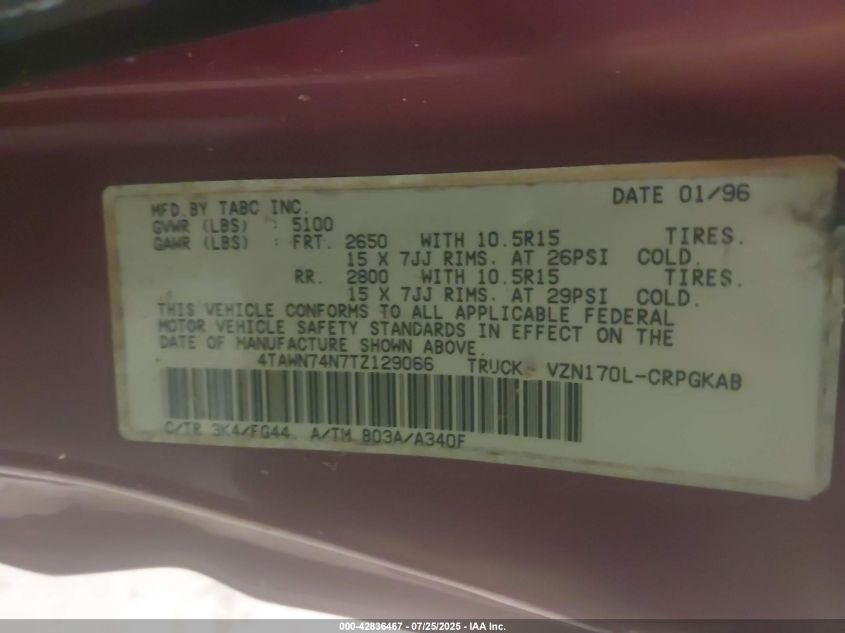 MFD.BY TABC INC. DATE 01/96
GVWR (LBS) : 5100
GAWR (LBS) : FRT. 2650 WITH 10.5R15 TIRES.
15 X 7JJ RIMS. AT 26PSI COLD.
RR. 2800 WITH 10.5R15 TIRES.
15 X 7JJ RIMS. AT 29PSI COLD.
THIS VEHICLE CONFORMS TO ALL APPLICABLE FEDERAL
MOTOR VEHICLE SAFETY STANDARDS IN EFFECT ON THE
DATE OF MANUFACTURE SHOWN ABOVE.
4TAWN74N7TZ129066 TRUCK- VZN170L-CRPGKAB
C/TR 3K4/FG44. A/TM B03A/A340F
000-42836467 - 07/25/2025 - IAA Inc.